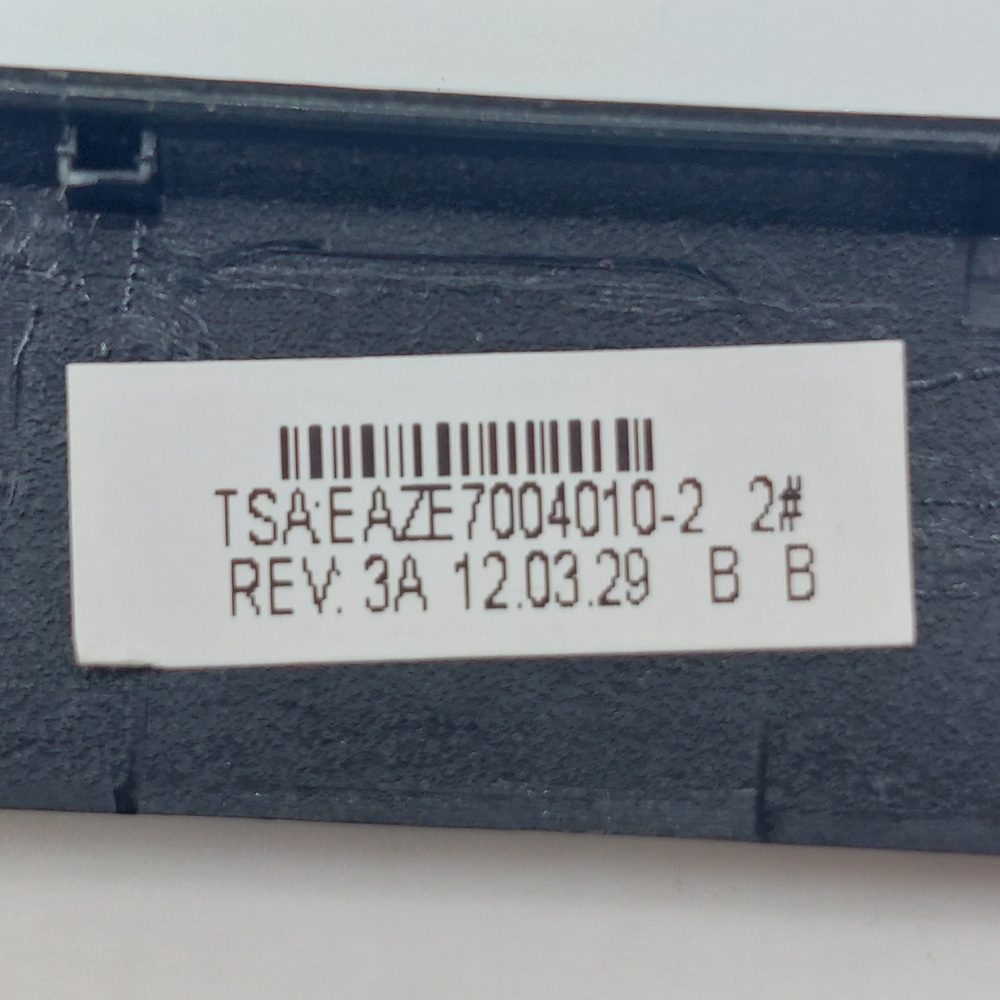 TSA:EAZE7004010-2 2#
REV. 3A 12.03.29 B B